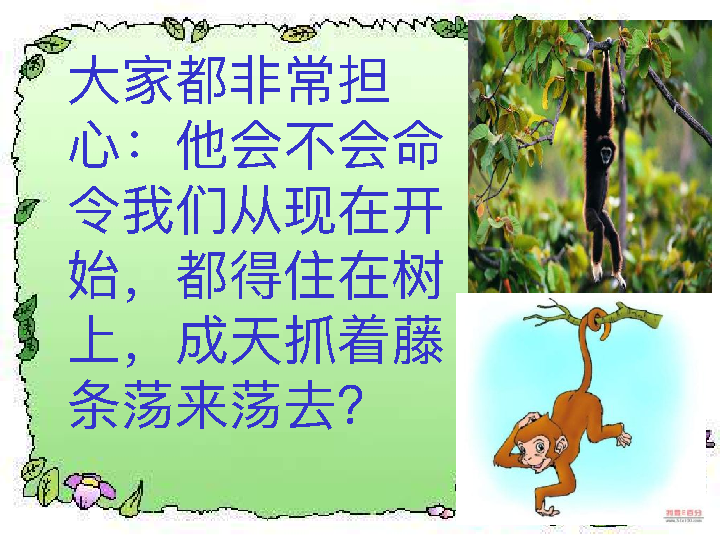 大家都非常担
心：他会不会命
令我们从现在开
始，都得住在树
上，成天抓着藤
条荡来荡去？